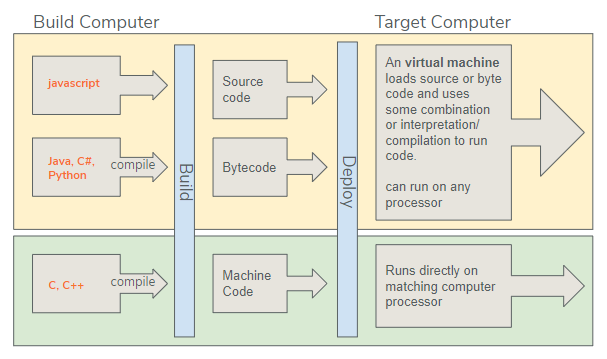 Build Computer
Target Computer
javascript
Source
code
An virtual machine
loads source or byte
code and uses
some combination
or interpretation/
compilation to run
code.
can run on any
processor
Java, C#,
Python
compile
Build
Bytecode
Deploy
C, C++
compile
Machine
Code
Runs directly on
matching computer
processor